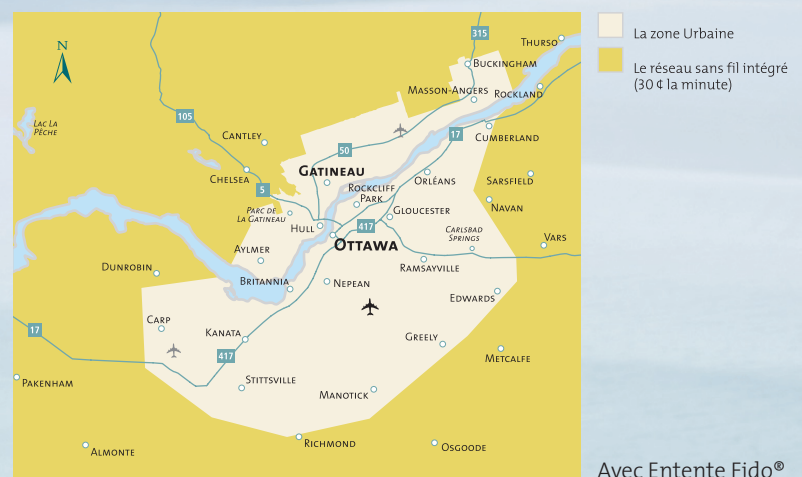 315
Thurso
N
Buckingham
Masson-Angers
Rockland
105
Lac La
Pêche
Cantley
17
Cumberland
50
Chelsea
Gatineau
Orléans
Sarsfield
5
Rockcliff
Park
Navan
Parc de
La Gatineau
Gloucester
Hull
417
Carlsbad
Springs
Vars
Ottawa
Aylmer
Dunrobin
Ramsayville
Britannia
Nepean
Edwards
Carp
17
Kanata
Greely
417
Metcalfe
Pakenham
Stittsville
Manotick
Richmond
Almonte
Osgoode
La zone Urbaine
Le réseau sans fil intégré
(30 ¢ la minute)
Avec Entente Fido®